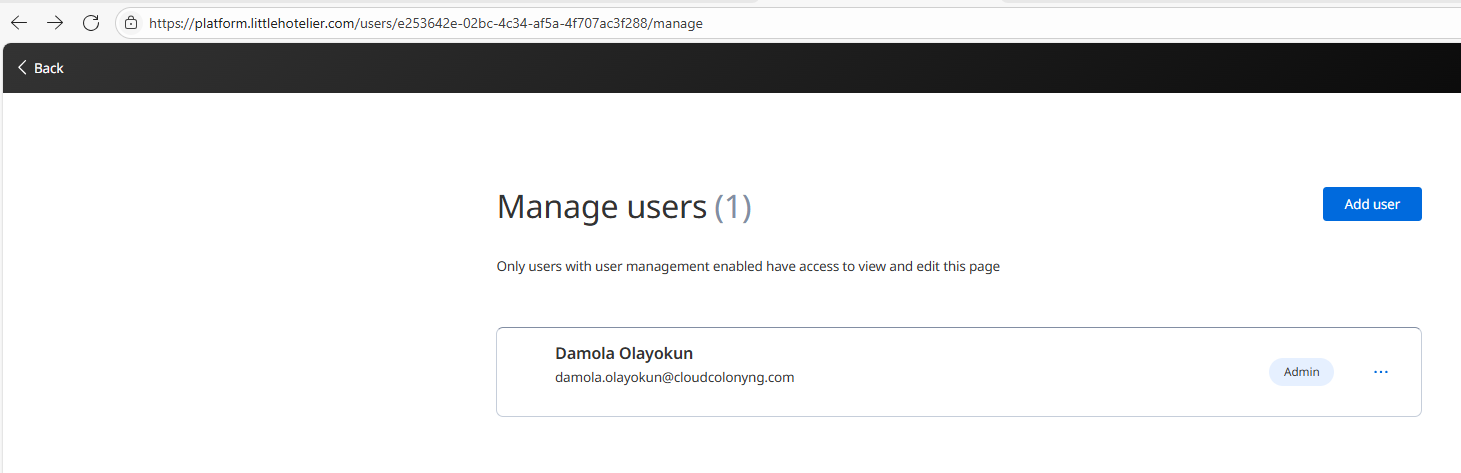 https://platform.littlehotelier.com/users/e253642e-02bc-4c34-af5a-4f707ac3f288/manage
Back
Manage users (1)
Add user
Only users with user management enabled have access to view and edit this page
Damola Olayokun
damola.olayokun@cloudcolonyng.com
Admin